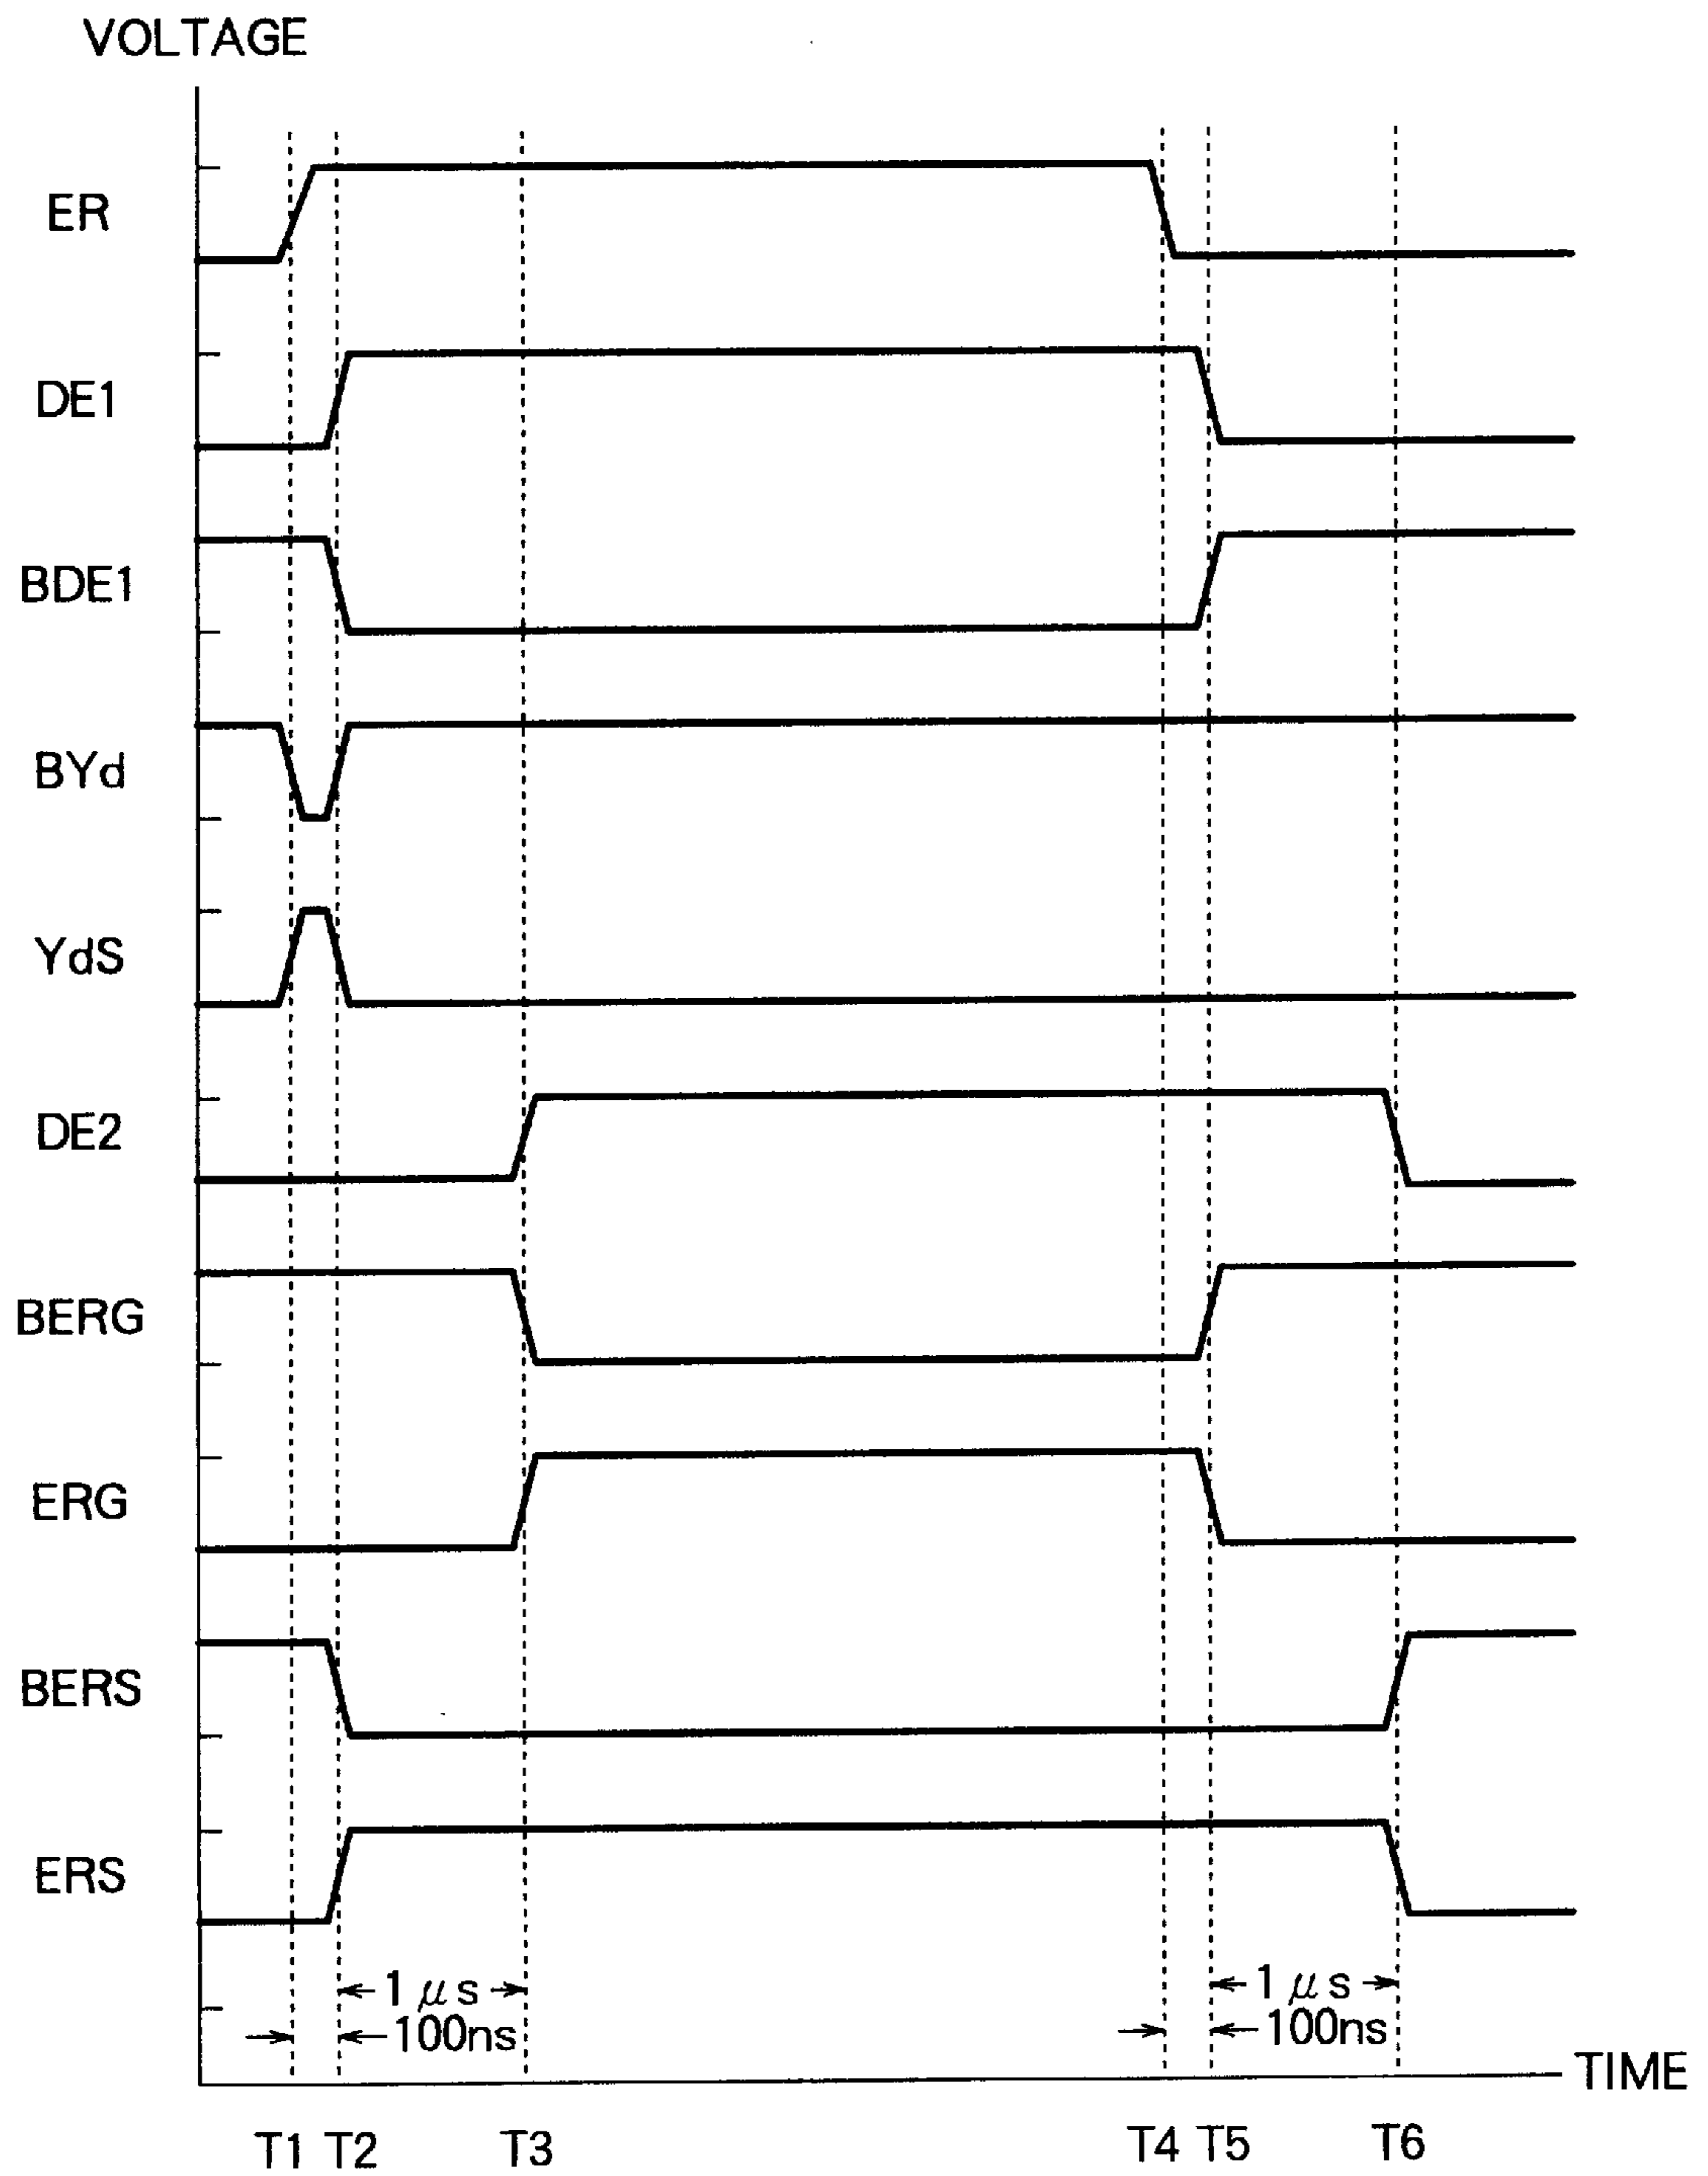 VOLTAGE
ER
DE1
BDE1
BYd
YdS
DE2
BERG
ERG
BERS
ERS
1 μs 1 μs
100ns 100ns
TIME
T1 T2 T3 T4 T5 T6